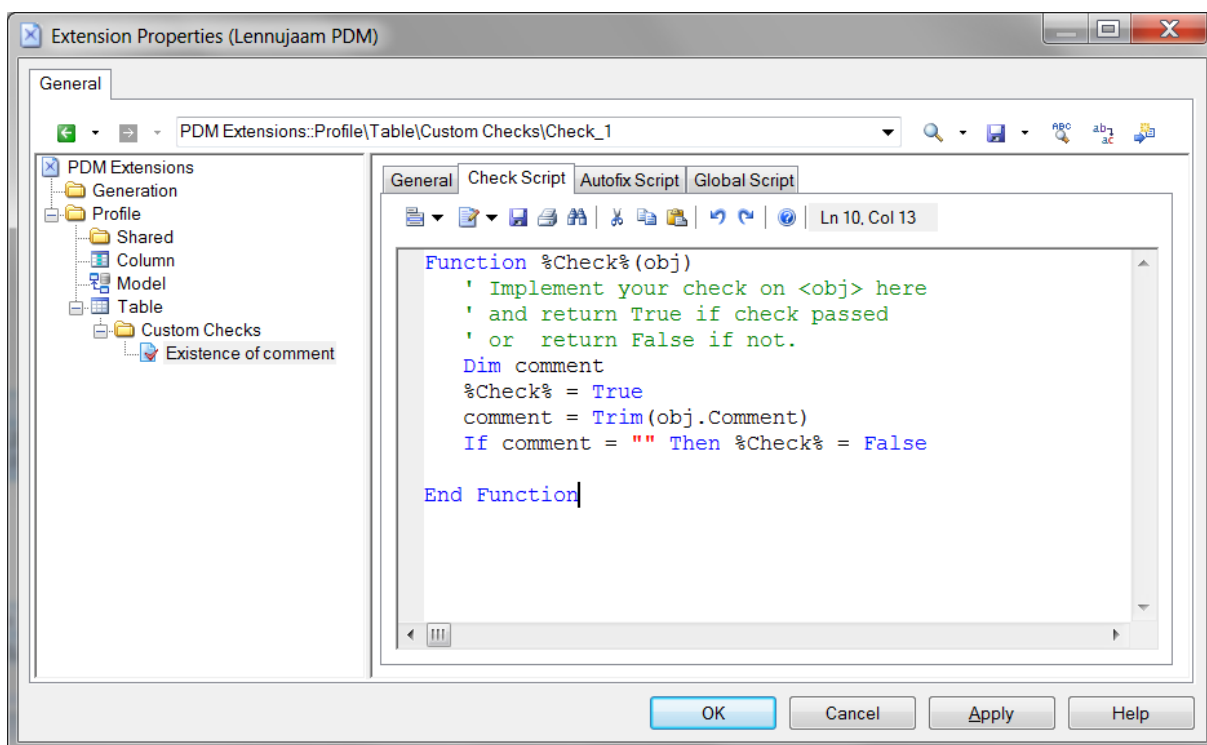 Extension Properties (Lennujaam PDM)
General
PDM Extensions::Profile\Table\Custom Checks\Check_1
ABC
ab
ac
PDM Extensions
Generation
Profile
Shared
Column
Model
Table
Custom Checks
Existence of comment
General Check Script Autofix Script Global Script
Ln 10, Col 13
Function %Check%(obj)
' Implement your check on <obj> here
' and return True if check passed
' or  return False if not.
Dim comment
%Check% = True
comment = Trim(obj.Comment)
If comment = "" Then %Check% = False
End Function
OK Cancel Apply Help